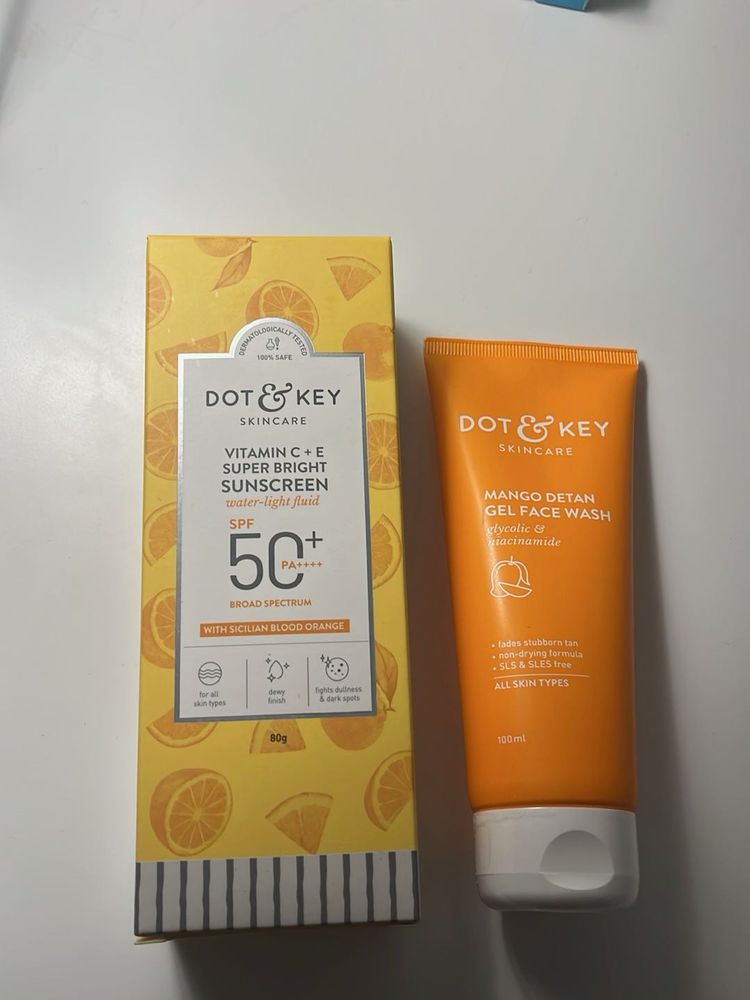 DERMATOLOGICALLY TESTED
100% SAFE
DOT & KEY
SKINCARE
VITAMIN C + E
SUPER BRIGHT
SUNSCREEN
water-light fluid
SPF
50+
PA++++
BROAD SPECTRUM
WITH SICILIAN BLOOD ORANGE
for all
skin types
dewy
finish
fights dullness
& dark spots
80g
DOT & KEY
SKINCARE
MANGO DETAN
GEL FACE WASH
glycolic &
niacinamide
• fades stubborn tan
• non-drying formula
• SLS & SLES free
ALL SKIN TYPES
100ml